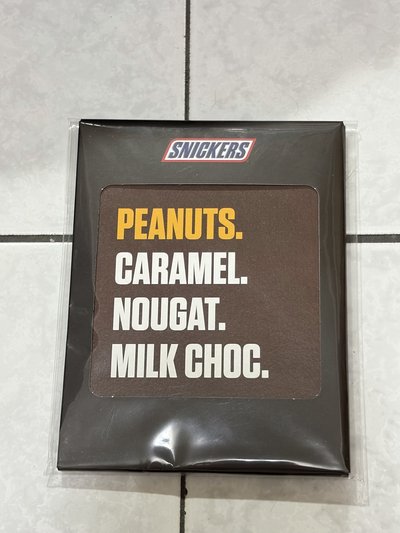 SNICKERS
PEANUTS.
CARAMEL.
NOUGAT.
MILK CHOC.